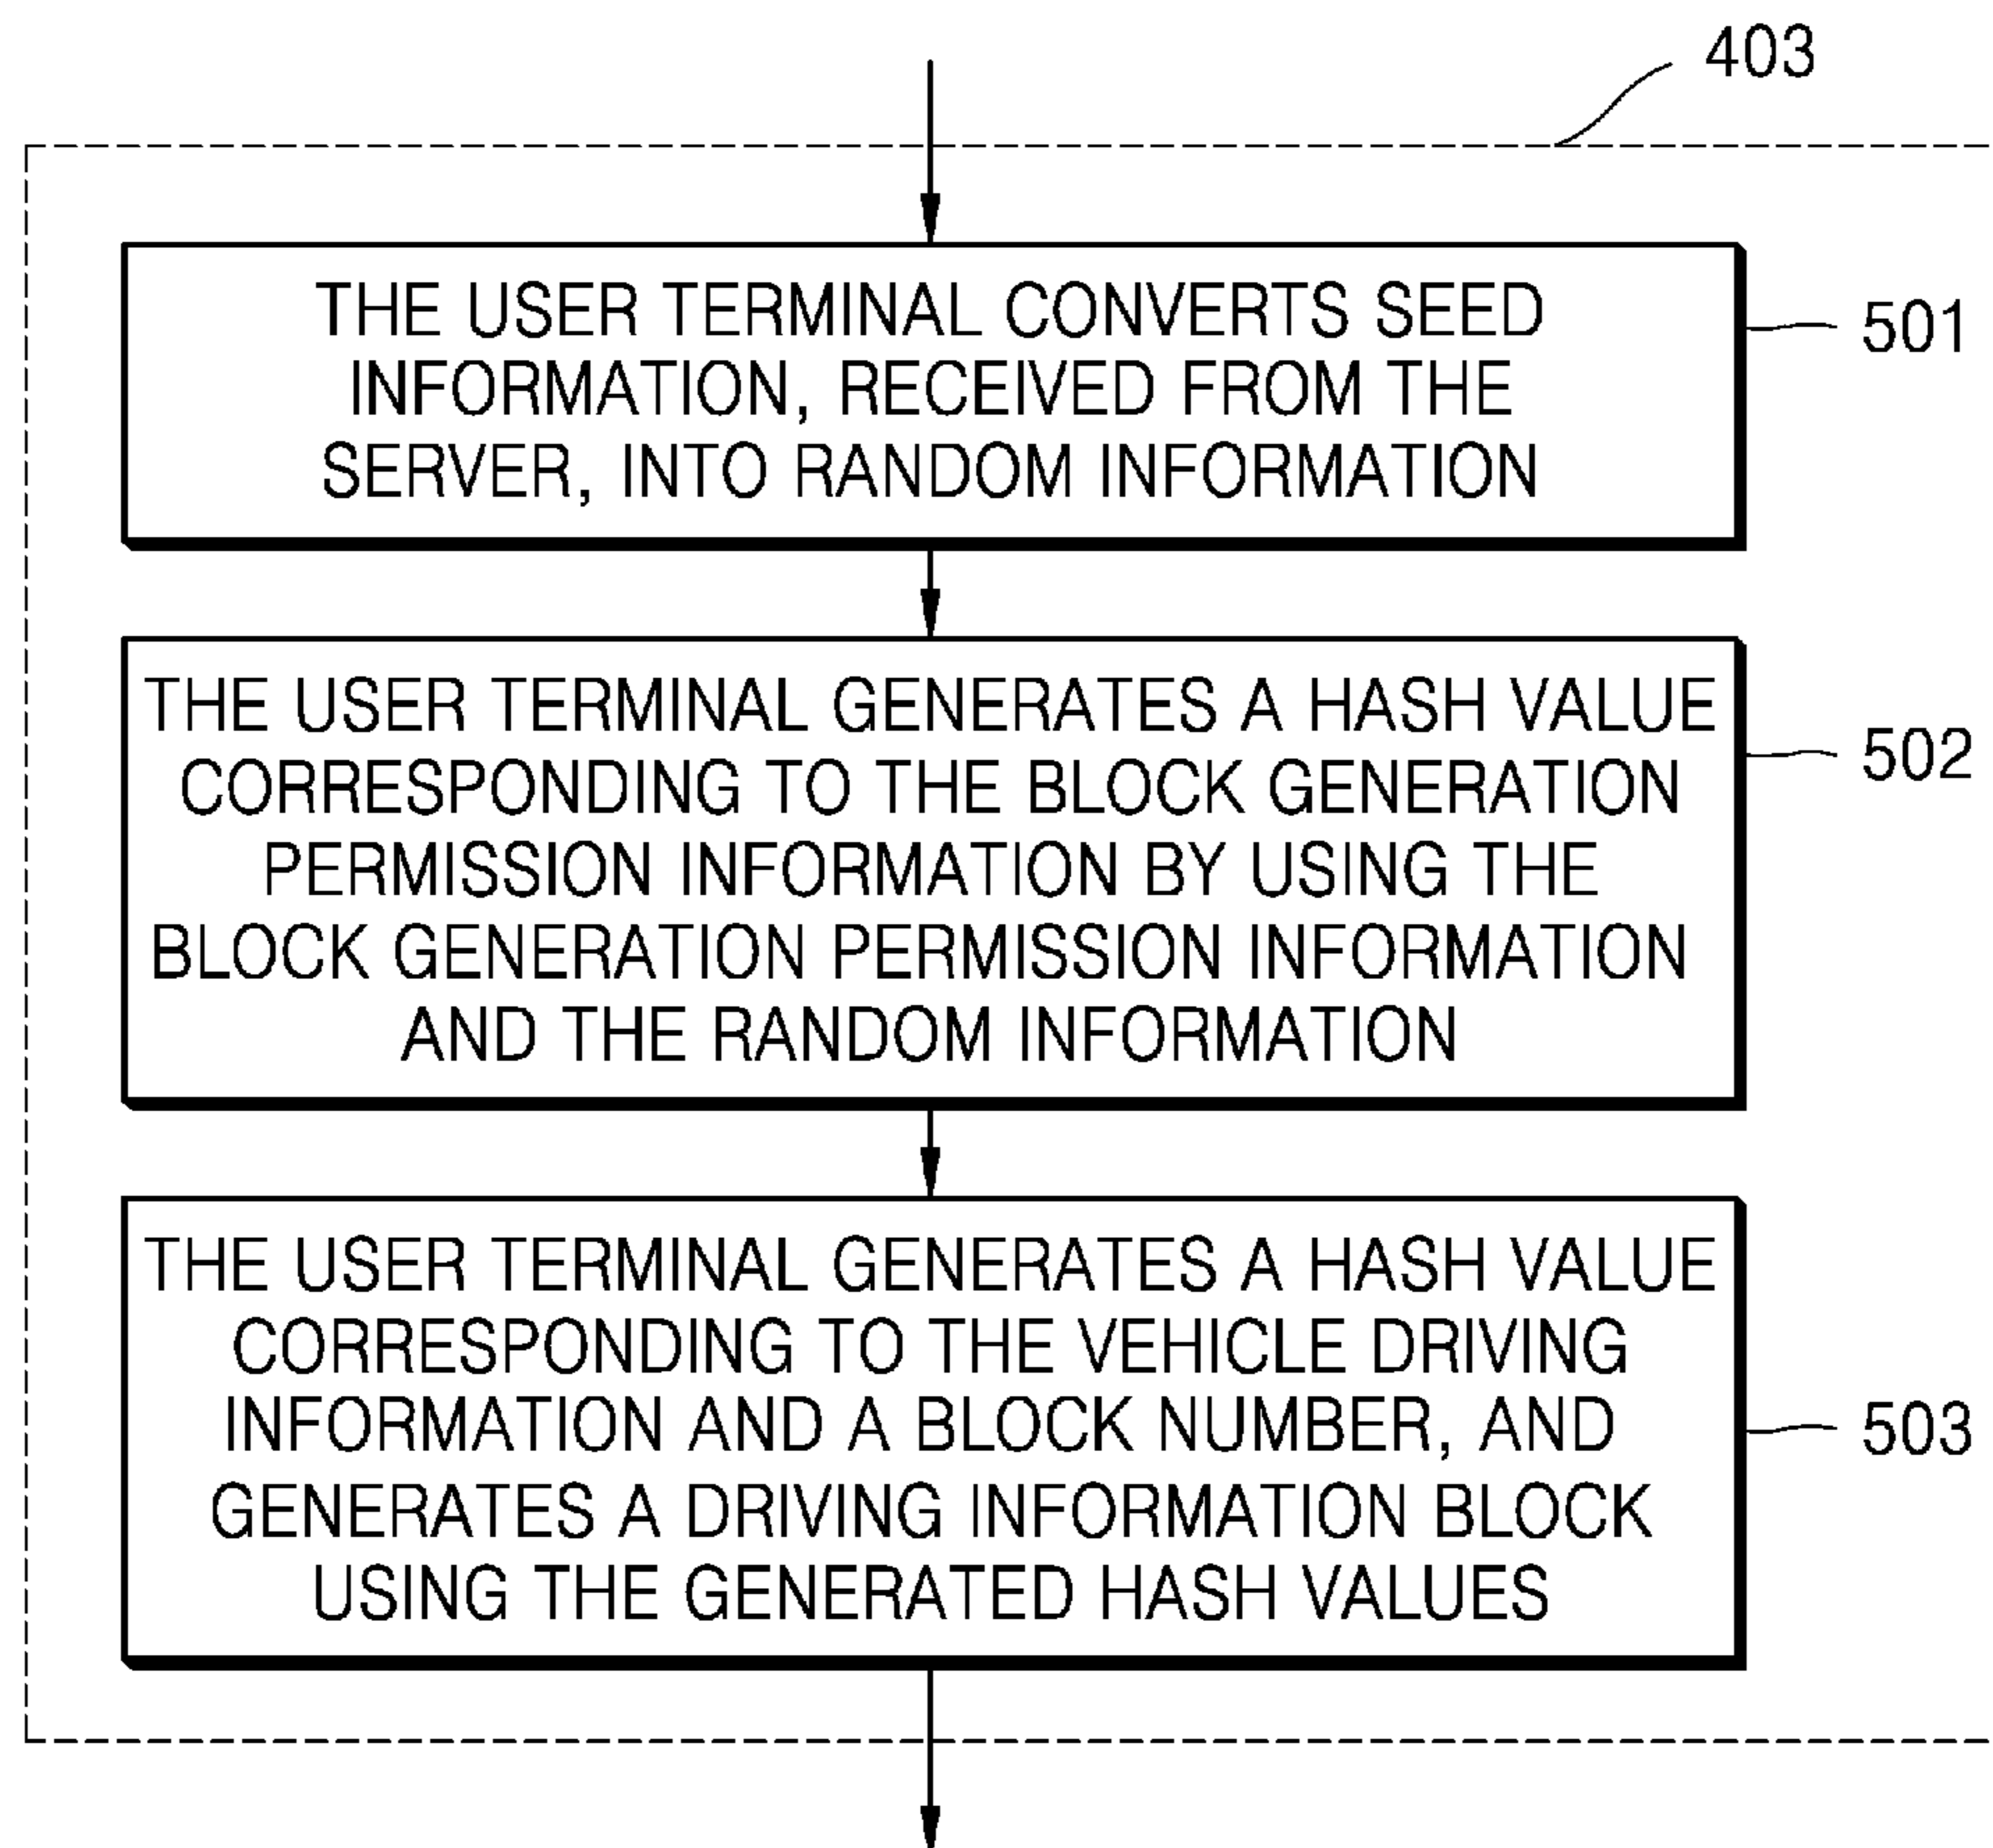 403
THE USER TERMINAL CONVERTS SEED
INFORMATION, RECEIVED FROM THE
SERVER, INTO RANDOM INFORMATION
501
THE USER TERMINAL GENERATES A HASH VALUE
CORRESPONDING TO THE BLOCK GENERATION
PERMISSION INFORMATION BY USING THE
BLOCK GENERATION PERMISSION INFORMATION
AND THE RANDOM INFORMATION
502
THE USER TERMINAL GENERATES A HASH VALUE
CORRESPONDING TO THE VEHICLE DRIVING
INFORMATION AND A BLOCK NUMBER, AND
GENERATES A DRIVING INFORMATION BLOCK
USING THE GENERATED HASH VALUES
503